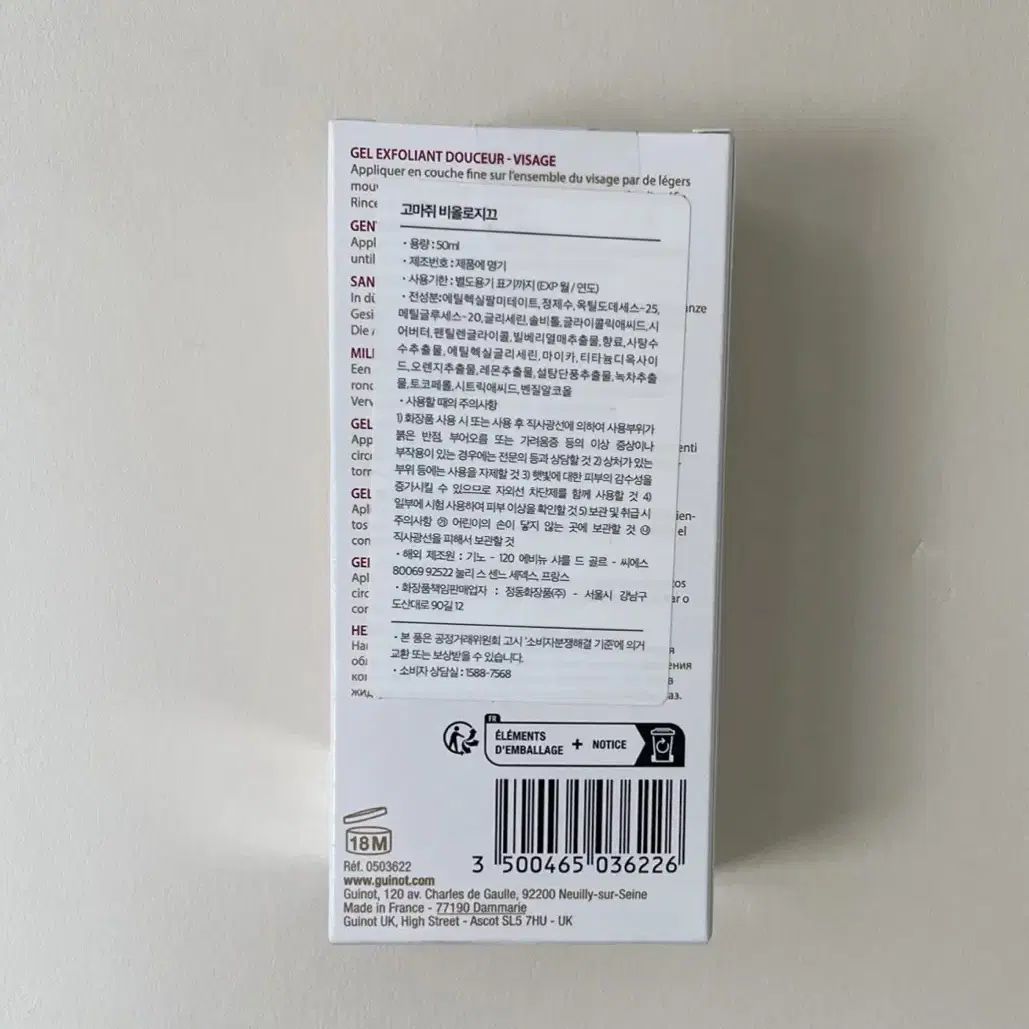 GEL EXFOLIANT DOUCEUR - VISAGE
Appliquer en couche fine sur l'ensemble du visage par de légers
Rince
고마쥐 비올로지끄
· 용량 : 50ml
· 제조번호 : 제품에 명기
· 사용기한 : 별도용기 표기까지 (EXP 월 / 연도)
· 전성분:에틸헥실팔미테이트,정제수,옥틸도데세스-25,
메틸글루세스-20,글리세린,솔비톨,글라이콜릭애씨드,시
어버터,펜틸렌글라이콜,빌베리열매추출물,향료,사탕수
수추출물,에틸헥실글리세린,마이카,티타늄디옥사이
드,오렌지추출물,레몬추출물,설탕단풍추출물,녹차추출
물,토코페롤,시트릭애씨드,벤질알코올
· 사용할 때의 주의사항
1) 화장품 사용 시 또는 사용 후 직사광선에 의하여 사용부위가
붉은 반점, 부어오름 또는 가려움증 등의 이상 증상이나
부작용이 있는 경우에는 전문의 등과 상담할 것 2) 상처가 있는
부위 등에는 사용을 자제할 것 3) 햇빛에 대한 피부의 감수성을
증가시킬 수 있으므로 자외선 차단제를 함께 사용할 것 4)
일부에 시험 사용하여 피부 이상을 확인할 것 5) 보관 및 취급 시
주의사항 ㉮ 어린이의 손이 닿지 않는 곳에 보관할 것 ㉯
직사광선을 피해서 보관할 것
· 해외 제조원 : 기노 - 120 에비뉴 샤를 드 골르 - 씨에스
80069 92522 뇔리 스 센느 세덱스, 프랑스
· 화장품책임판매업자 : 정동화장품(주) - 서울시 강남구
도산대로 90길 12
· 본 품은 공정거래위원회 고시 '소비자분쟁해결 기준'에 의거
교환 또는 보상받을 수 있습니다.
· 소비자 상담실 : 1588-7568
FR
ÉLÉMENTS
D'EMBALLAGE + NOTICE
18M
3 500465 036226
Réf. 0503622
www.guinot.com
Guinot, 120 av. Charles de Gaulle, 92200 Neuilly-sur-Seine
Made in France - 77190 Dammarie
Guinot UK, High Street - Ascot SL5 7HU - UK